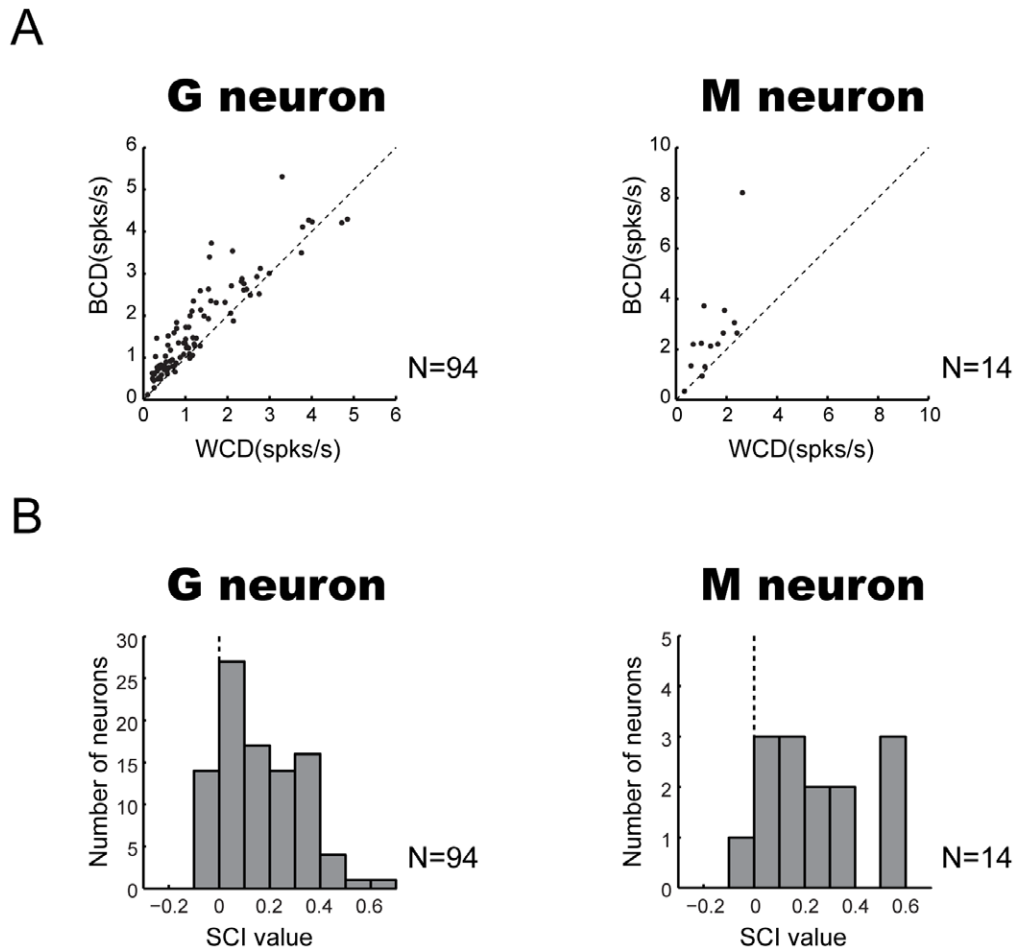 A
G neuron
6
5
4
3
2
1
0
BCD(spks/s)
0 1 2 3 4 5 6
WCD(spks/s)
N=94
M neuron
10
8
6
4
2
0
BCD(spks/s)
0 2 4 6 8 10
WCD(spks/s)
N=14
B
G neuron
30
25
20
15
10
5
0
Number of neurons
−0.2 0 0.2 0.4 0.6
SCI value
N=94
M neuron
5
4
3
2
1
0
Number of neurons
−0.2 0 0.2 0.4 0.6
SCI value
N=14